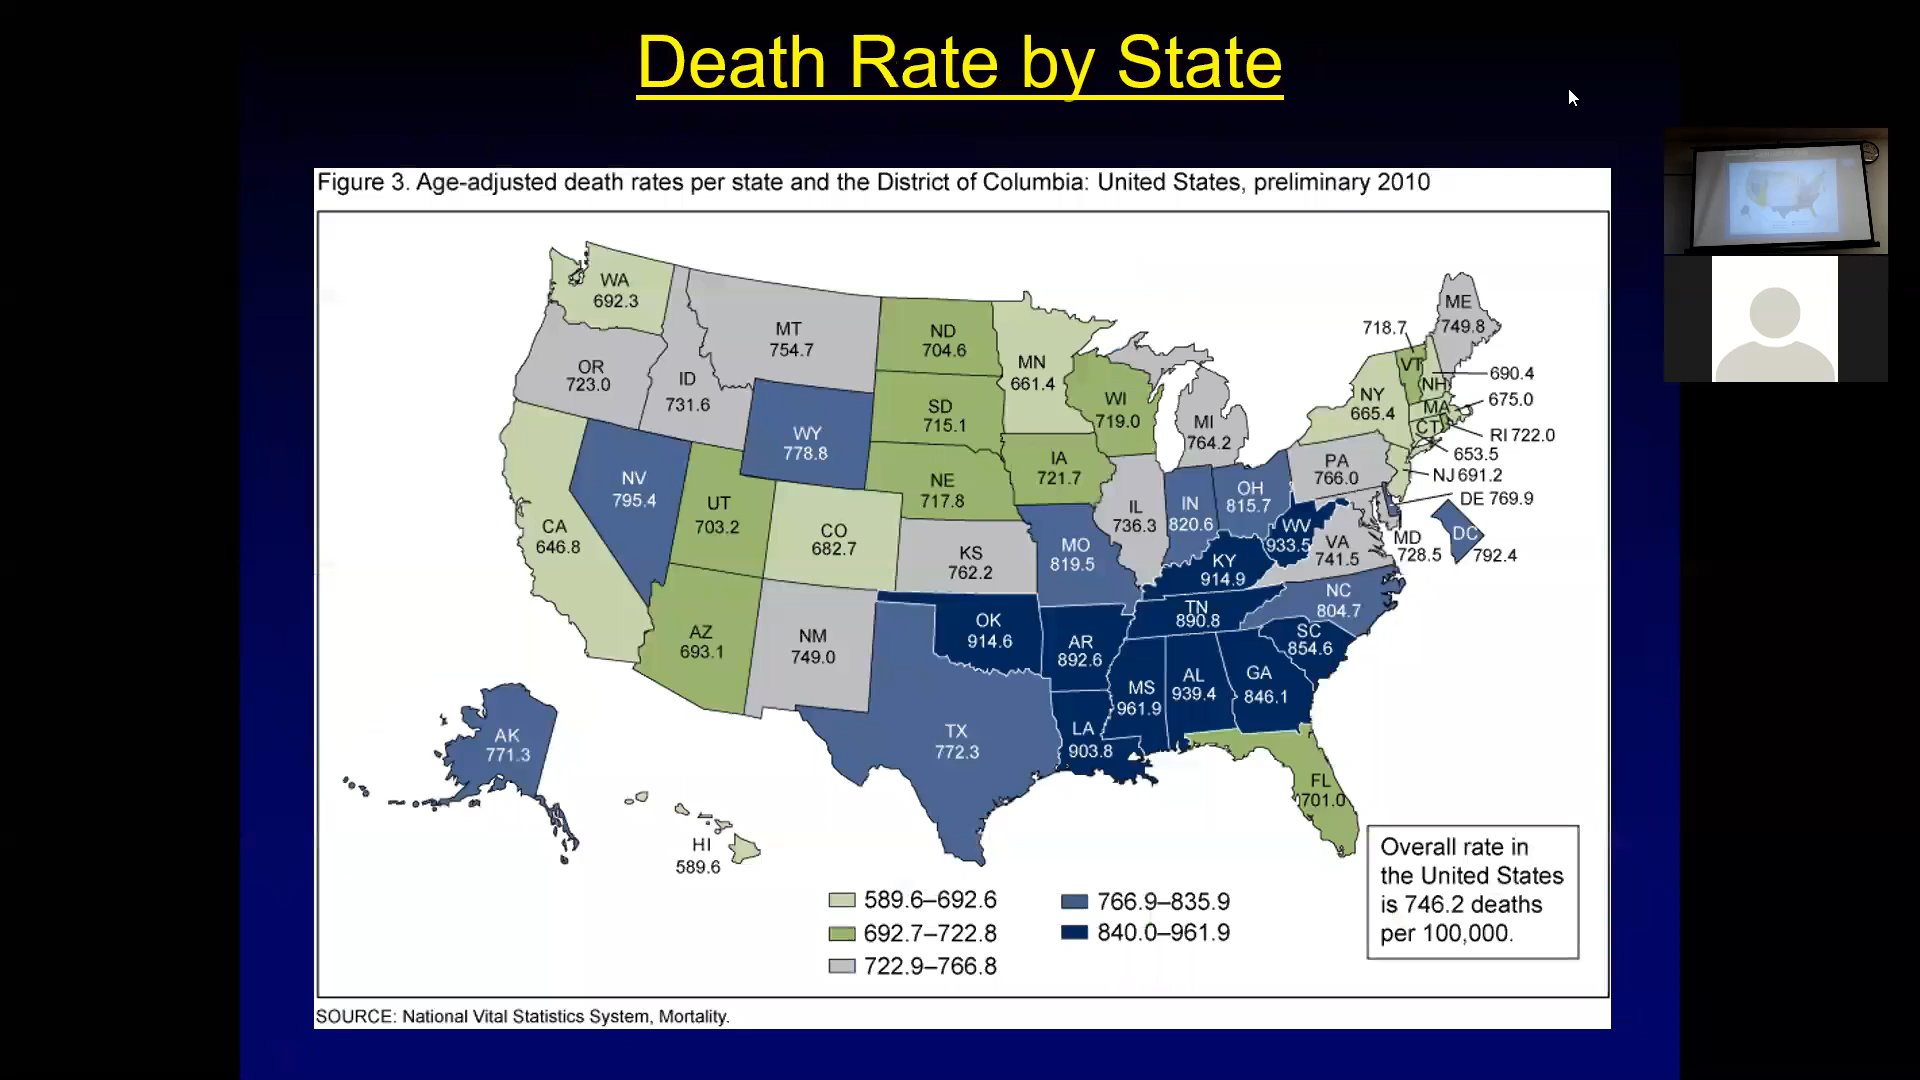 Death Rate by State
Figure 3. Age-adjusted death rates per state and the District of Columbia: United States, preliminary 2010
WA
692.3
OR
723.0
ID
731.6
MT
754.7
WY
778.8
ND
704.6
SD
715.1
NE
717.8
MN
661.4
WI
719.0
IA
721.7
MI
764.2
NY
665.4
718.7
VT
ME
749.8
NH
690.4
MA
675.0
CT
RI 722.0
653.5
NJ 691.2
DE 769.9
PA
766.0
NV
795.4
UT
703.2
CA
646.8
CO
682.7
KS
762.2
MO
819.5
IL
736.3
IN
820.6
OH
815.7
WV
933.5
VA
741.5
MD
728.5
DC
792.4
KY
914.9
NC
804.7
TN
890.8
SC
854.6
AZ
693.1
NM
749.0
OK
914.6
AR
892.6
MS
961.9
AL
939.4
GA
846.1
TX
772.3
LA
903.8
FL
701.0
AK
771.3
HI
589.6
589.6–692.6
692.7–722.8
722.9–766.8
766.9–835.9
840.0–961.9
Overall rate in
the United States
is 746.2 deaths
per 100,000.
SOURCE: National Vital Statistics System, Mortality.